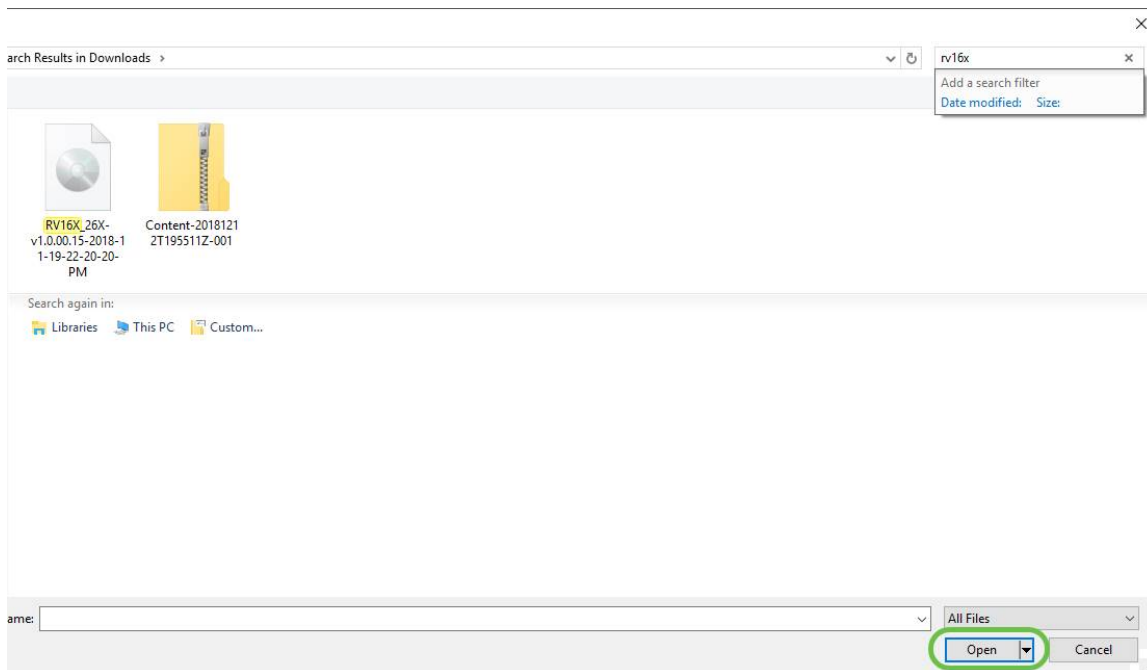 arch Results in Downloads
rv16x
Add a search filter
Date modified: Size:
RV16X_26X-
v1.0.00.15-2018-1
1-19-22-20-20-
PM
Content-2018121
2T195511Z-001
Search again in:
Libraries This PC Custom...
ame:
All Files
Open Cancel